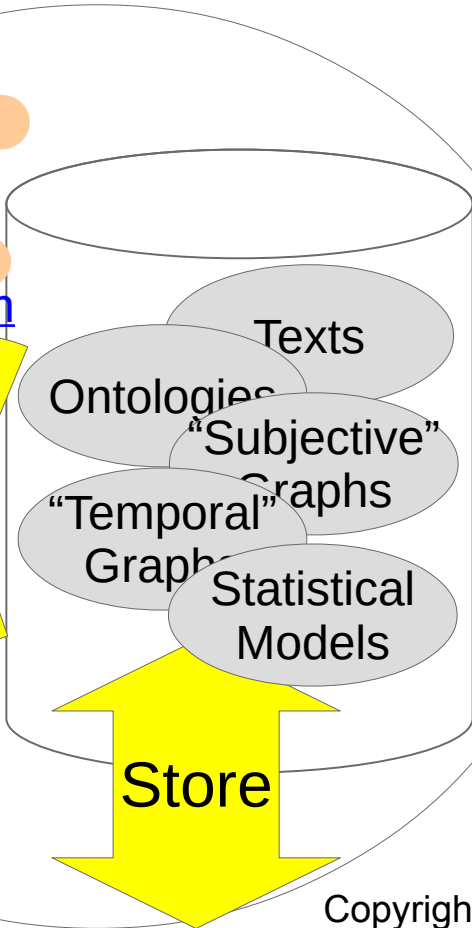 Texts
Ontologies
“Subjective”
Graphs
“Temporal”
Graphs
Statistical
Models
Store